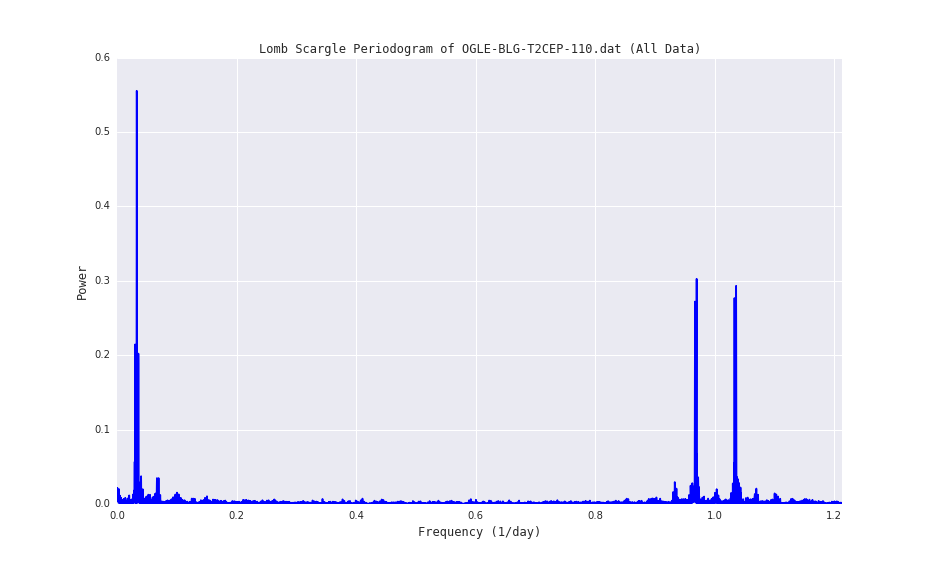 Lomb Scargle Periodogram of OGLE-BLG-T2CEP-110.dat (All Data)
0.6
0.5
0.4
0.3
0.2
0.1
0.0
Power
0.0 0.2 0.4 0.6 0.8 1.0 1.2
Frequency (1/day)